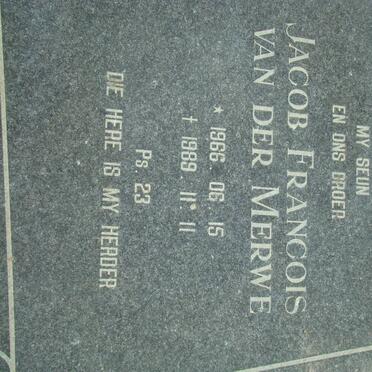 MY SEUN
EN ONS BROER
JACOB FRANCOIS
VAN DER MERWE
* 1966 06 15
† 1989 11 11
PS. 23
DIE HERE IS MY HERDER